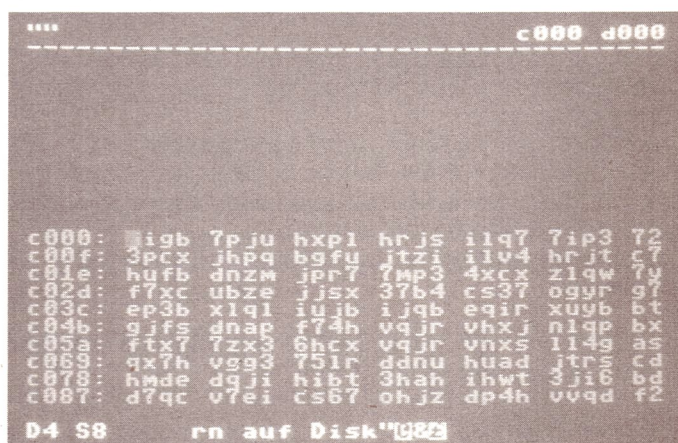 "" c000 d000
c000: igb 7pju hxpl hrjs ilq7 7ip3 72
c00f: 3pcx jhpq bgfu jtzi ilv4 hrjt c7
c01e: hufb dnzm jpr7 7mp3 4xcx zlqw 7y
c02d: f7xc ubze jjsx 37b4 cs37 ogyr g7
c03c: ep3b xlql iujb ijqb eqir xuyb bt
c04b: gjfs dnap f74h vqjr vhxj nlqp bx
c05a: ftx7 7zx3 6hcx vqjr vnxs ll4g as
c069: qx7h vgg3 75lr ddnu huad jtrs cd
c078: hmde dqji hibt 3hah ihwt 3ji6 bd
c087: d7qc v7ei cs67 ohjz dp4h vvqd f2
D4 S8 rn auf Disk"